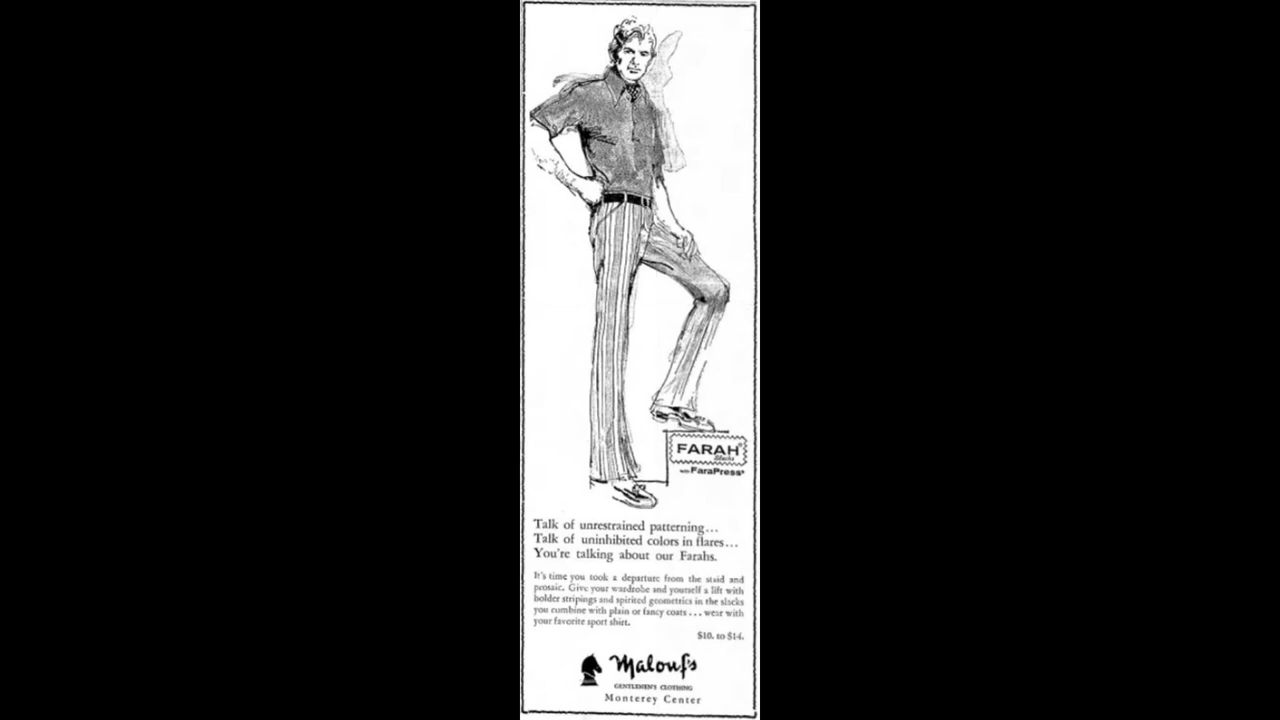 FARAH®
Slacks
with FaraPress®
Talk of unrestrained patterning...
Talk of uninhibited colors in flares...
You're talking about our Farahs.
It's time you took a departure from the staid and
prosaic. Give your wardrobe and yourself a lift with
bolder stripings and spirited geometrics in the slacks
you combine with plain or fancy coats... wear with
your favorite sport shirt.
$10. to $14.
Malouf's
GENTLEMEN'S CLOTHING
Monterey Center